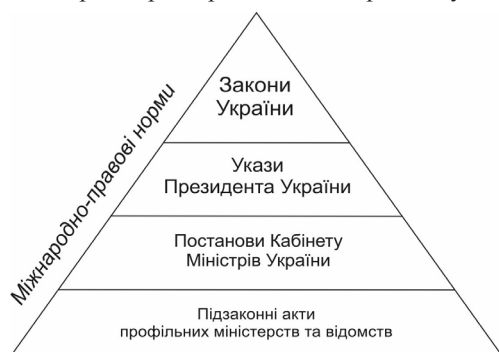 Закони
України
Укази
Президента України
Постанови Кабінету
Міністрів України
Підзаконні акти
профільних міністерств та відомств
Міжнародно-правові норми